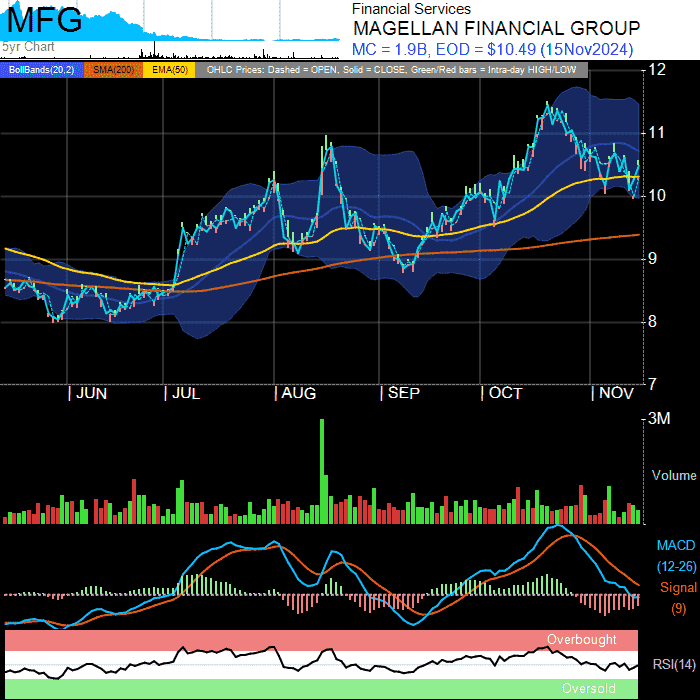 MFG
5yr Chart
Financial Services
MAGELLAN FINANCIAL GROUP
MC = 1.9B, EOD = $10.49 (15Nov2024)
BollBands(20,2) SMA(200) EMA(50) OHLC Prices: Dashed = OPEN, Solid = CLOSE, Green/Red bars = Intra-day HIGH/LOW
12
11
10
9
8
7
JUN JUL AUG SEP OCT NOV
3M
Volume
MACD
(12-26)
Signal
(9)
Overbought
RSI(14)
Oversold